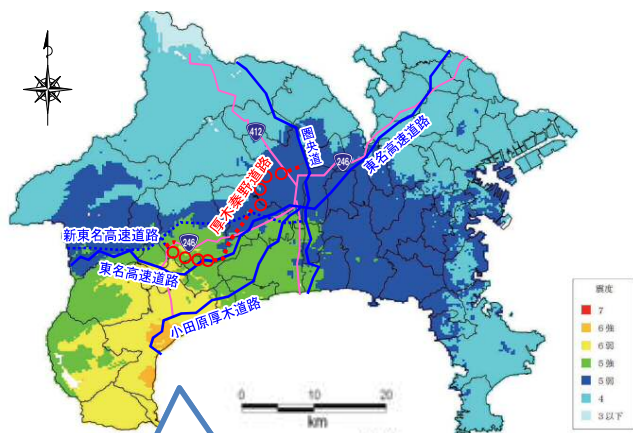 412
圏央道
246
東名高速道路
厚木秦野道路
新東名高速道路
246
東名高速道路
小田原厚木道路
震度
7
6強
6弱
5強
5弱
4
3以下
0 10 20
km